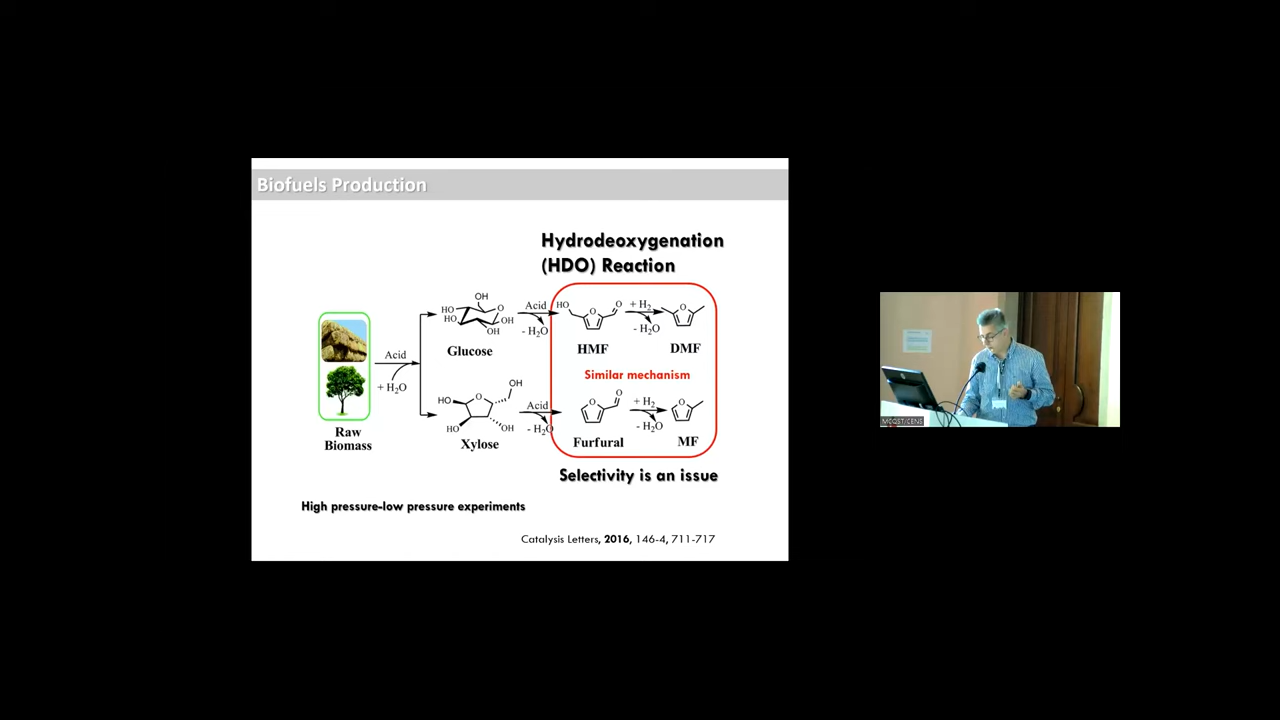 Biofuels Production
Hydrodeoxygenation
(HDO) Reaction
OH
HO
HO
O
OH
OH
Acid
- H2O
HO
O
O
+ H2
- H2O
O
Glucose
HMF
DMF
Acid
+ H2O
Similar mechanism
OH
HO
O
HO
OH
Acid
- H2O
O
O
+ H2
- H2O
O
Raw
Biomass
Xylose
Furfural
MF
Selectivity is an issue
High pressure-low pressure experiments
Catalysis Letters, 2016, 146-4, 711-717